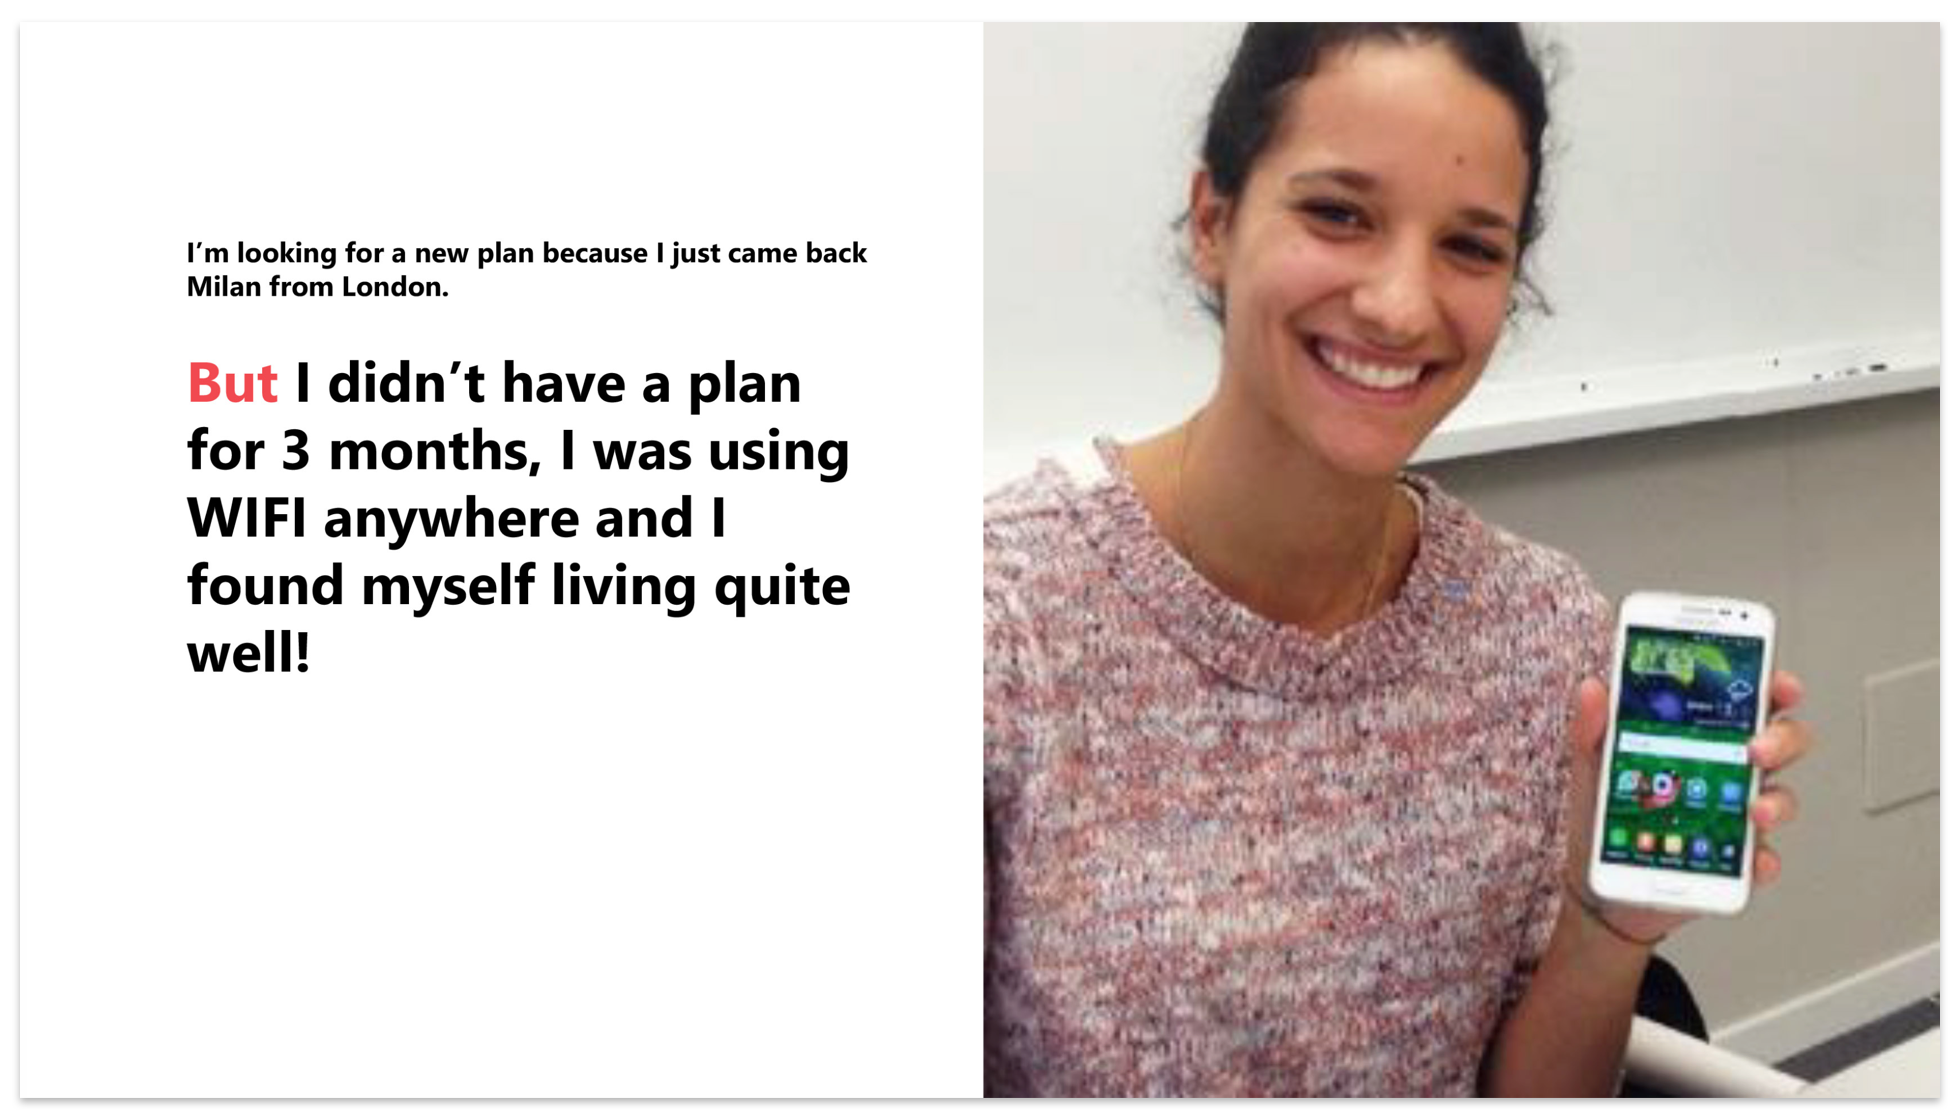 I’m looking for a new plan because I just came back
Milan from London.
But I didn’t have a plan
for 3 months, I was using
WIFI anywhere and I
found myself living quite
well!